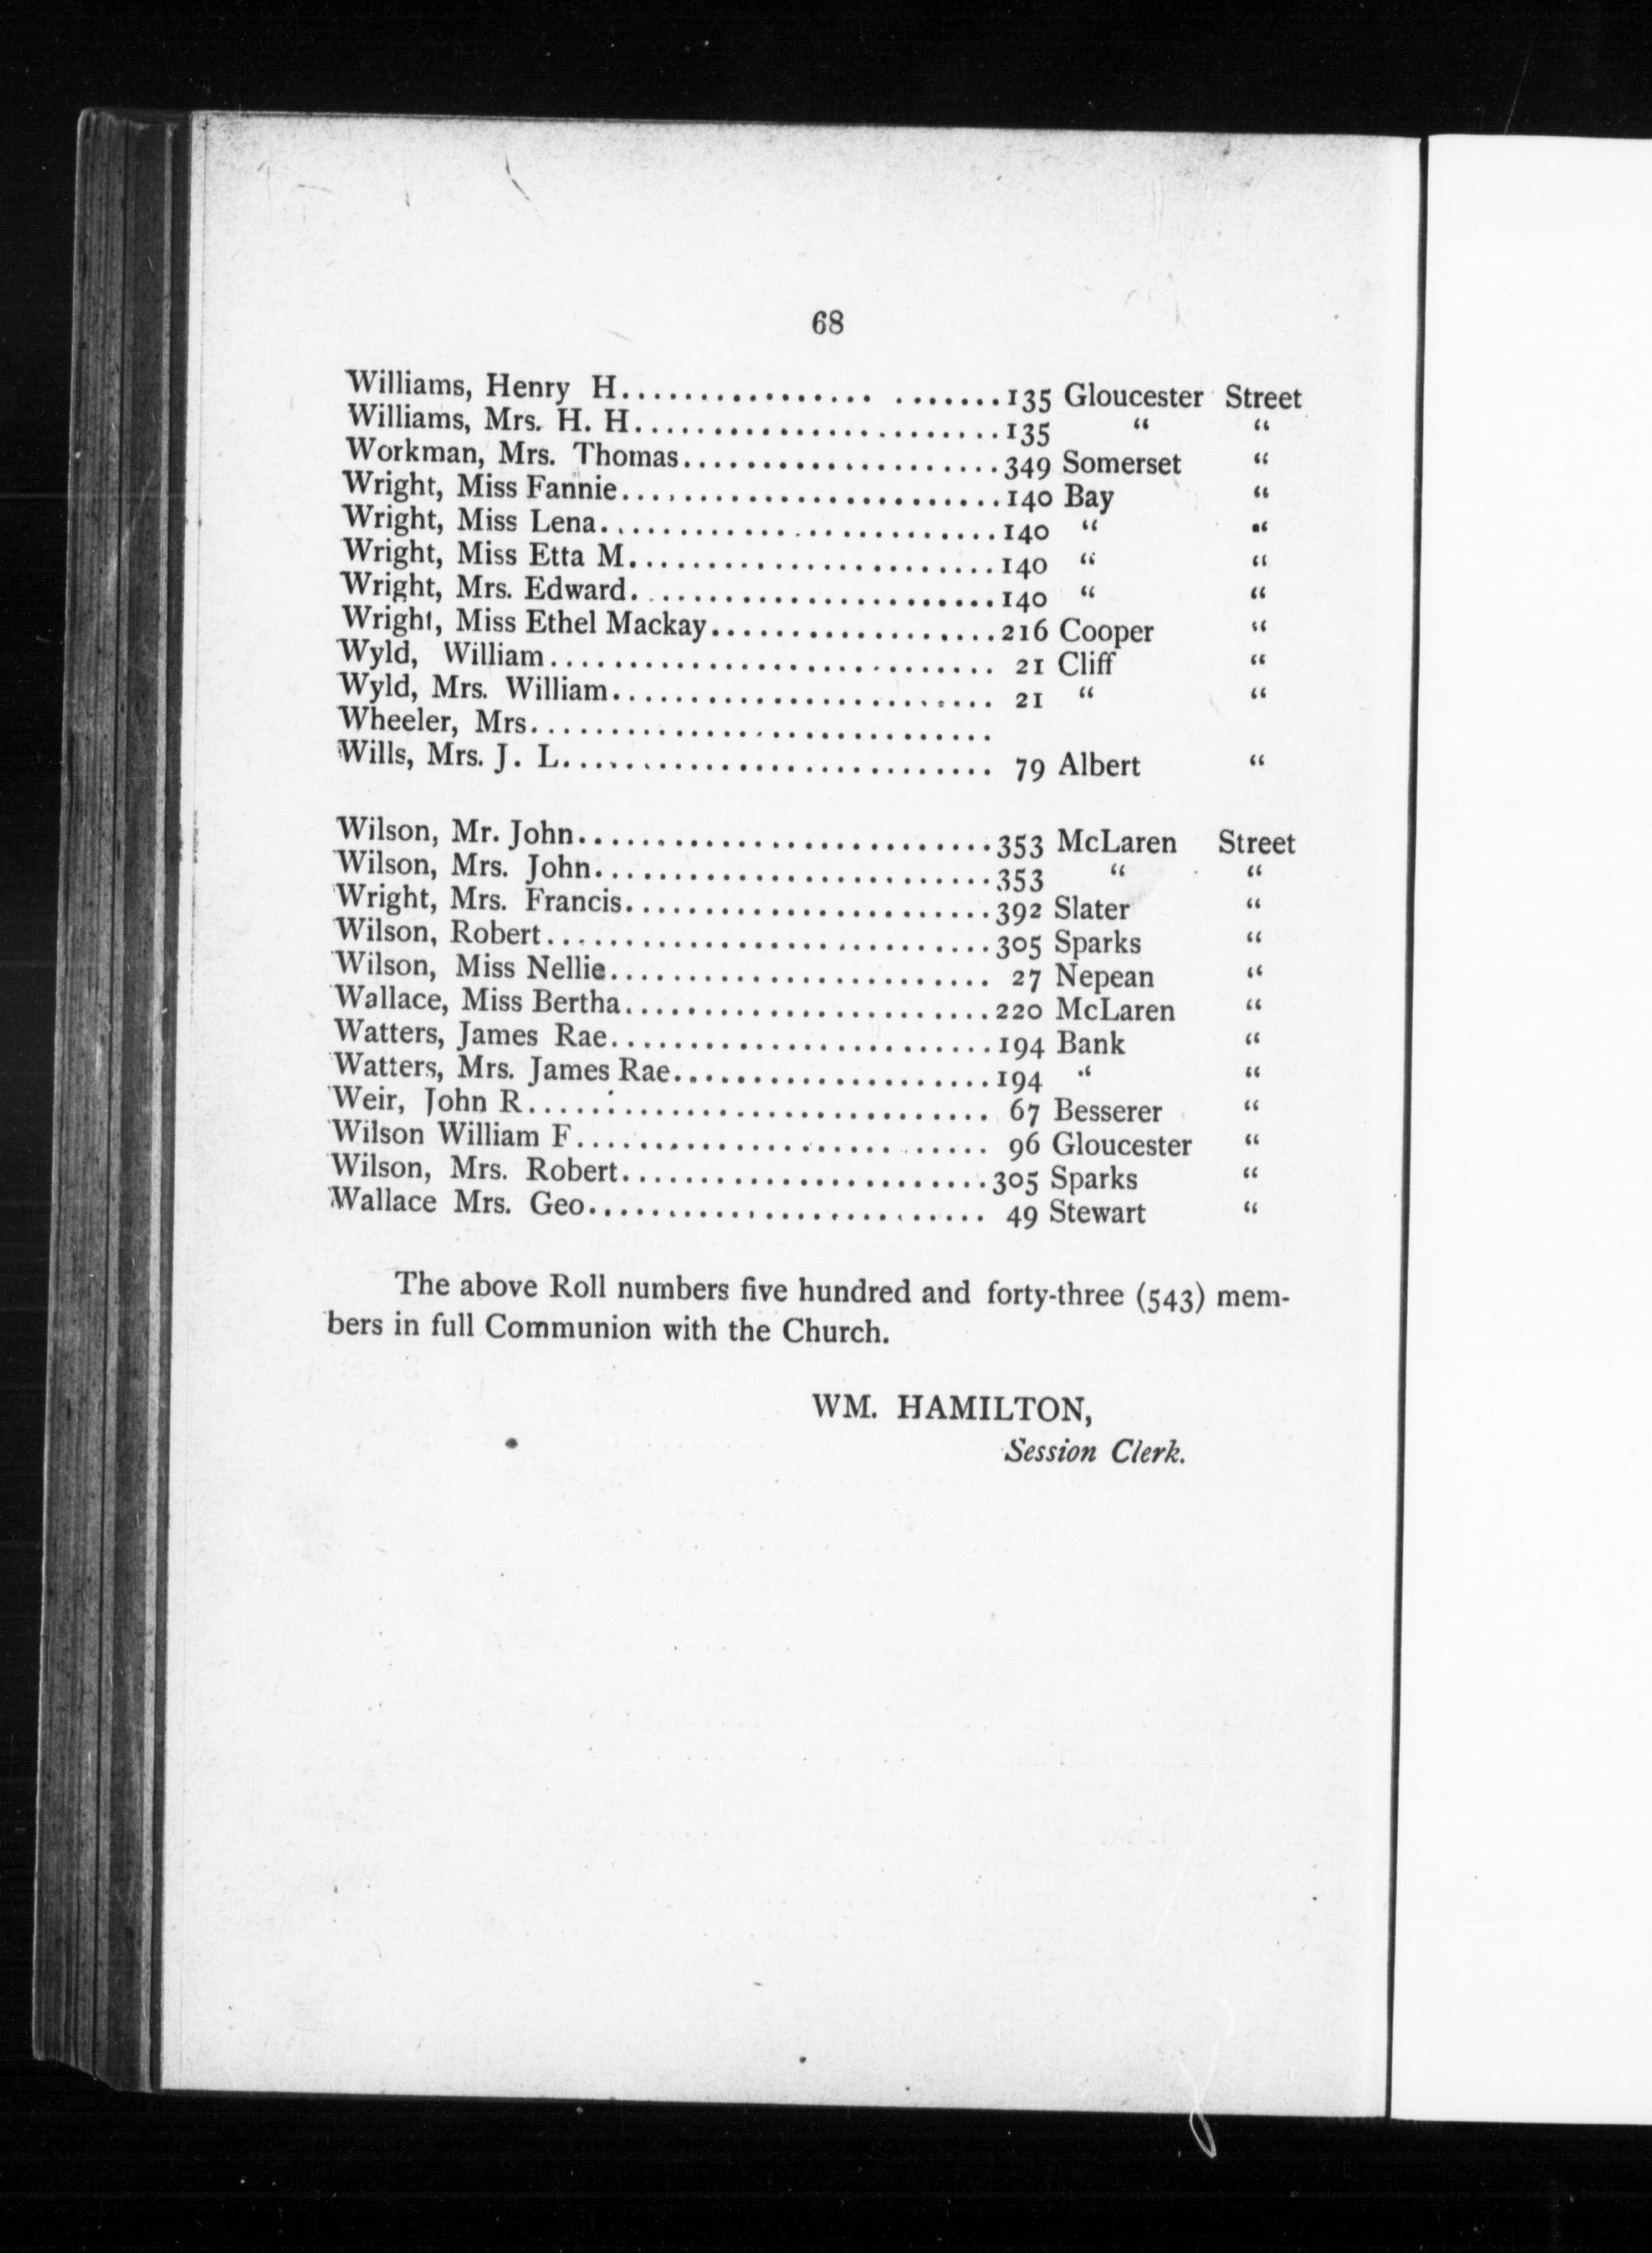 68
Williams, Henry H.......................135 Gloucester Street
Williams, Mrs. H. H.......................135 “ “
Workman, Mrs. Thomas....................349 Somerset “
Wright, Miss Fannie........................140 Bay “
Wright, Miss Lena.........................140 “ “
Wright, Miss Etta M.......................140 “ “
Wright, Mrs. Edward.......................140 “ “
Wright, Miss Ethel Mackay..................216 Cooper “
Wyld, William............................ 21 Cliff “
Wyld, Mrs. William........................ 21 “ “
Wheeler, Mrs..............................
Wills, Mrs. J. L............................ 79 Albert “
Wilson, Mr. John..........................353 McLaren Street
Wilson, Mrs. John.........................353 “ “
Wright, Mrs. Francis.......................392 Slater “
Wilson, Robert............................305 Sparks “
Wilson, Miss Nellie........................ 27 Nepean “
Wallace, Miss Bertha.......................220 McLaren “
Watters, James Rae........................194 Bank “
Watters, Mrs. James Rae....................194 “ “
Weir, John R............................. 67 Besserer “
Wilson William F.......................... 96 Gloucester “
Wilson, Mrs. Robert.......................305 Sparks “
Wallace Mrs. Geo......................... 49 Stewart “
The above Roll numbers five hundred and forty-three (543) mem-
bers in full Communion with the Church.
WM. HAMILTON,
Session Clerk.